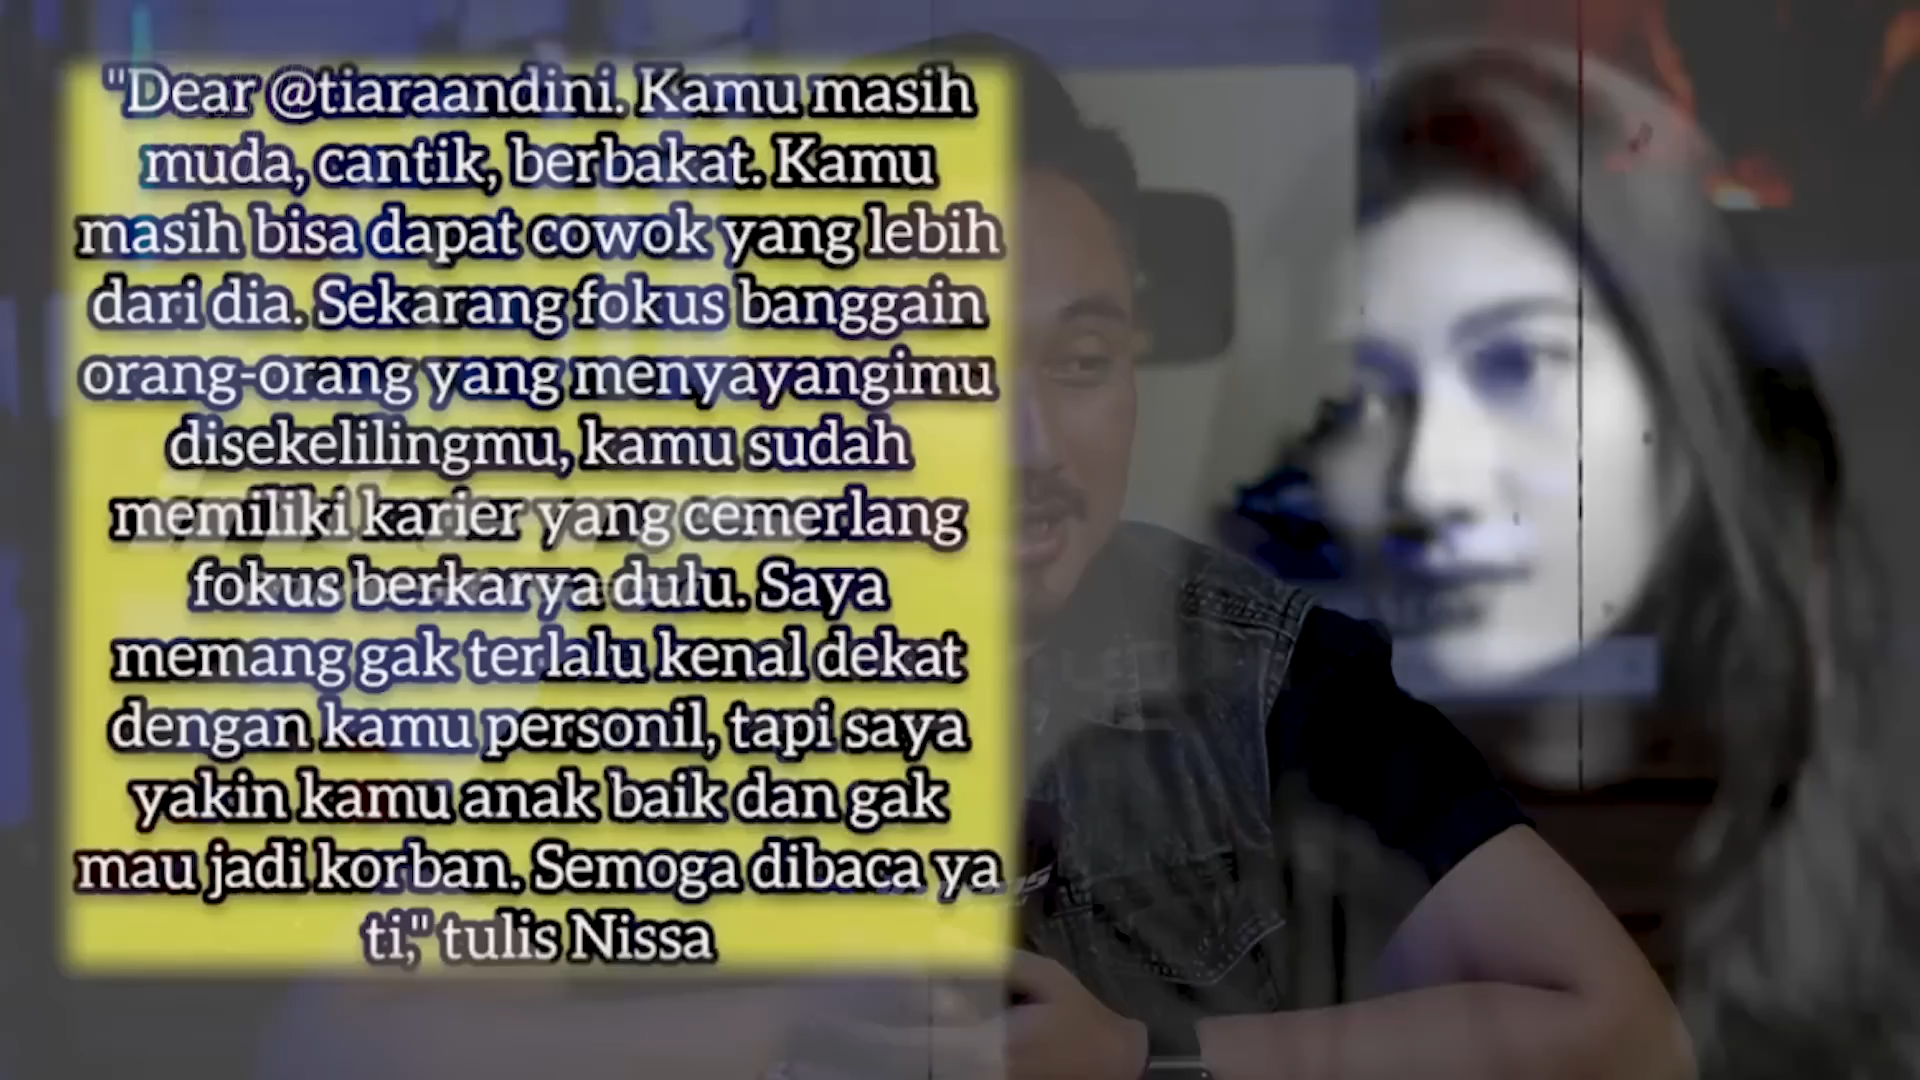 "Dear @tiaraandini. Kamu masih
muda, cantik, berbakat. Kamu
masih bisa dapat cowok yang lebih
dari dia. Sekarang fokus banggain
orang-orang yang menyayangimu
disekelilingmu, kamu sudah
memiliki karier yang cemerlang
fokus berkarya dulu. Saya
memang gak terlalu kenal dekat
dengan kamu personil, tapi saya
yakin kamu anak baik dan gak
mau jadi korban. Semoga dibaca ya
ti," tulis Nissa